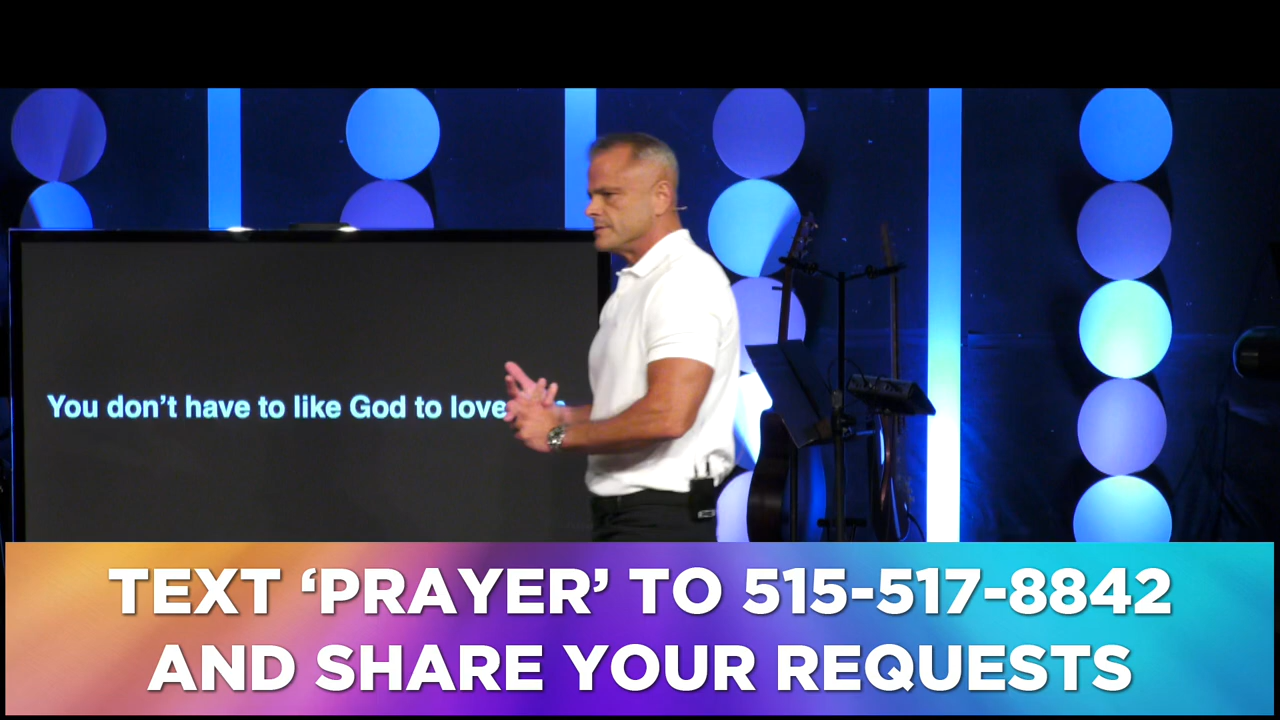 You don’t have to like God to love
TEXT ‘PRAYER’ TO 515-517-8842
AND SHARE YOUR REQUESTS